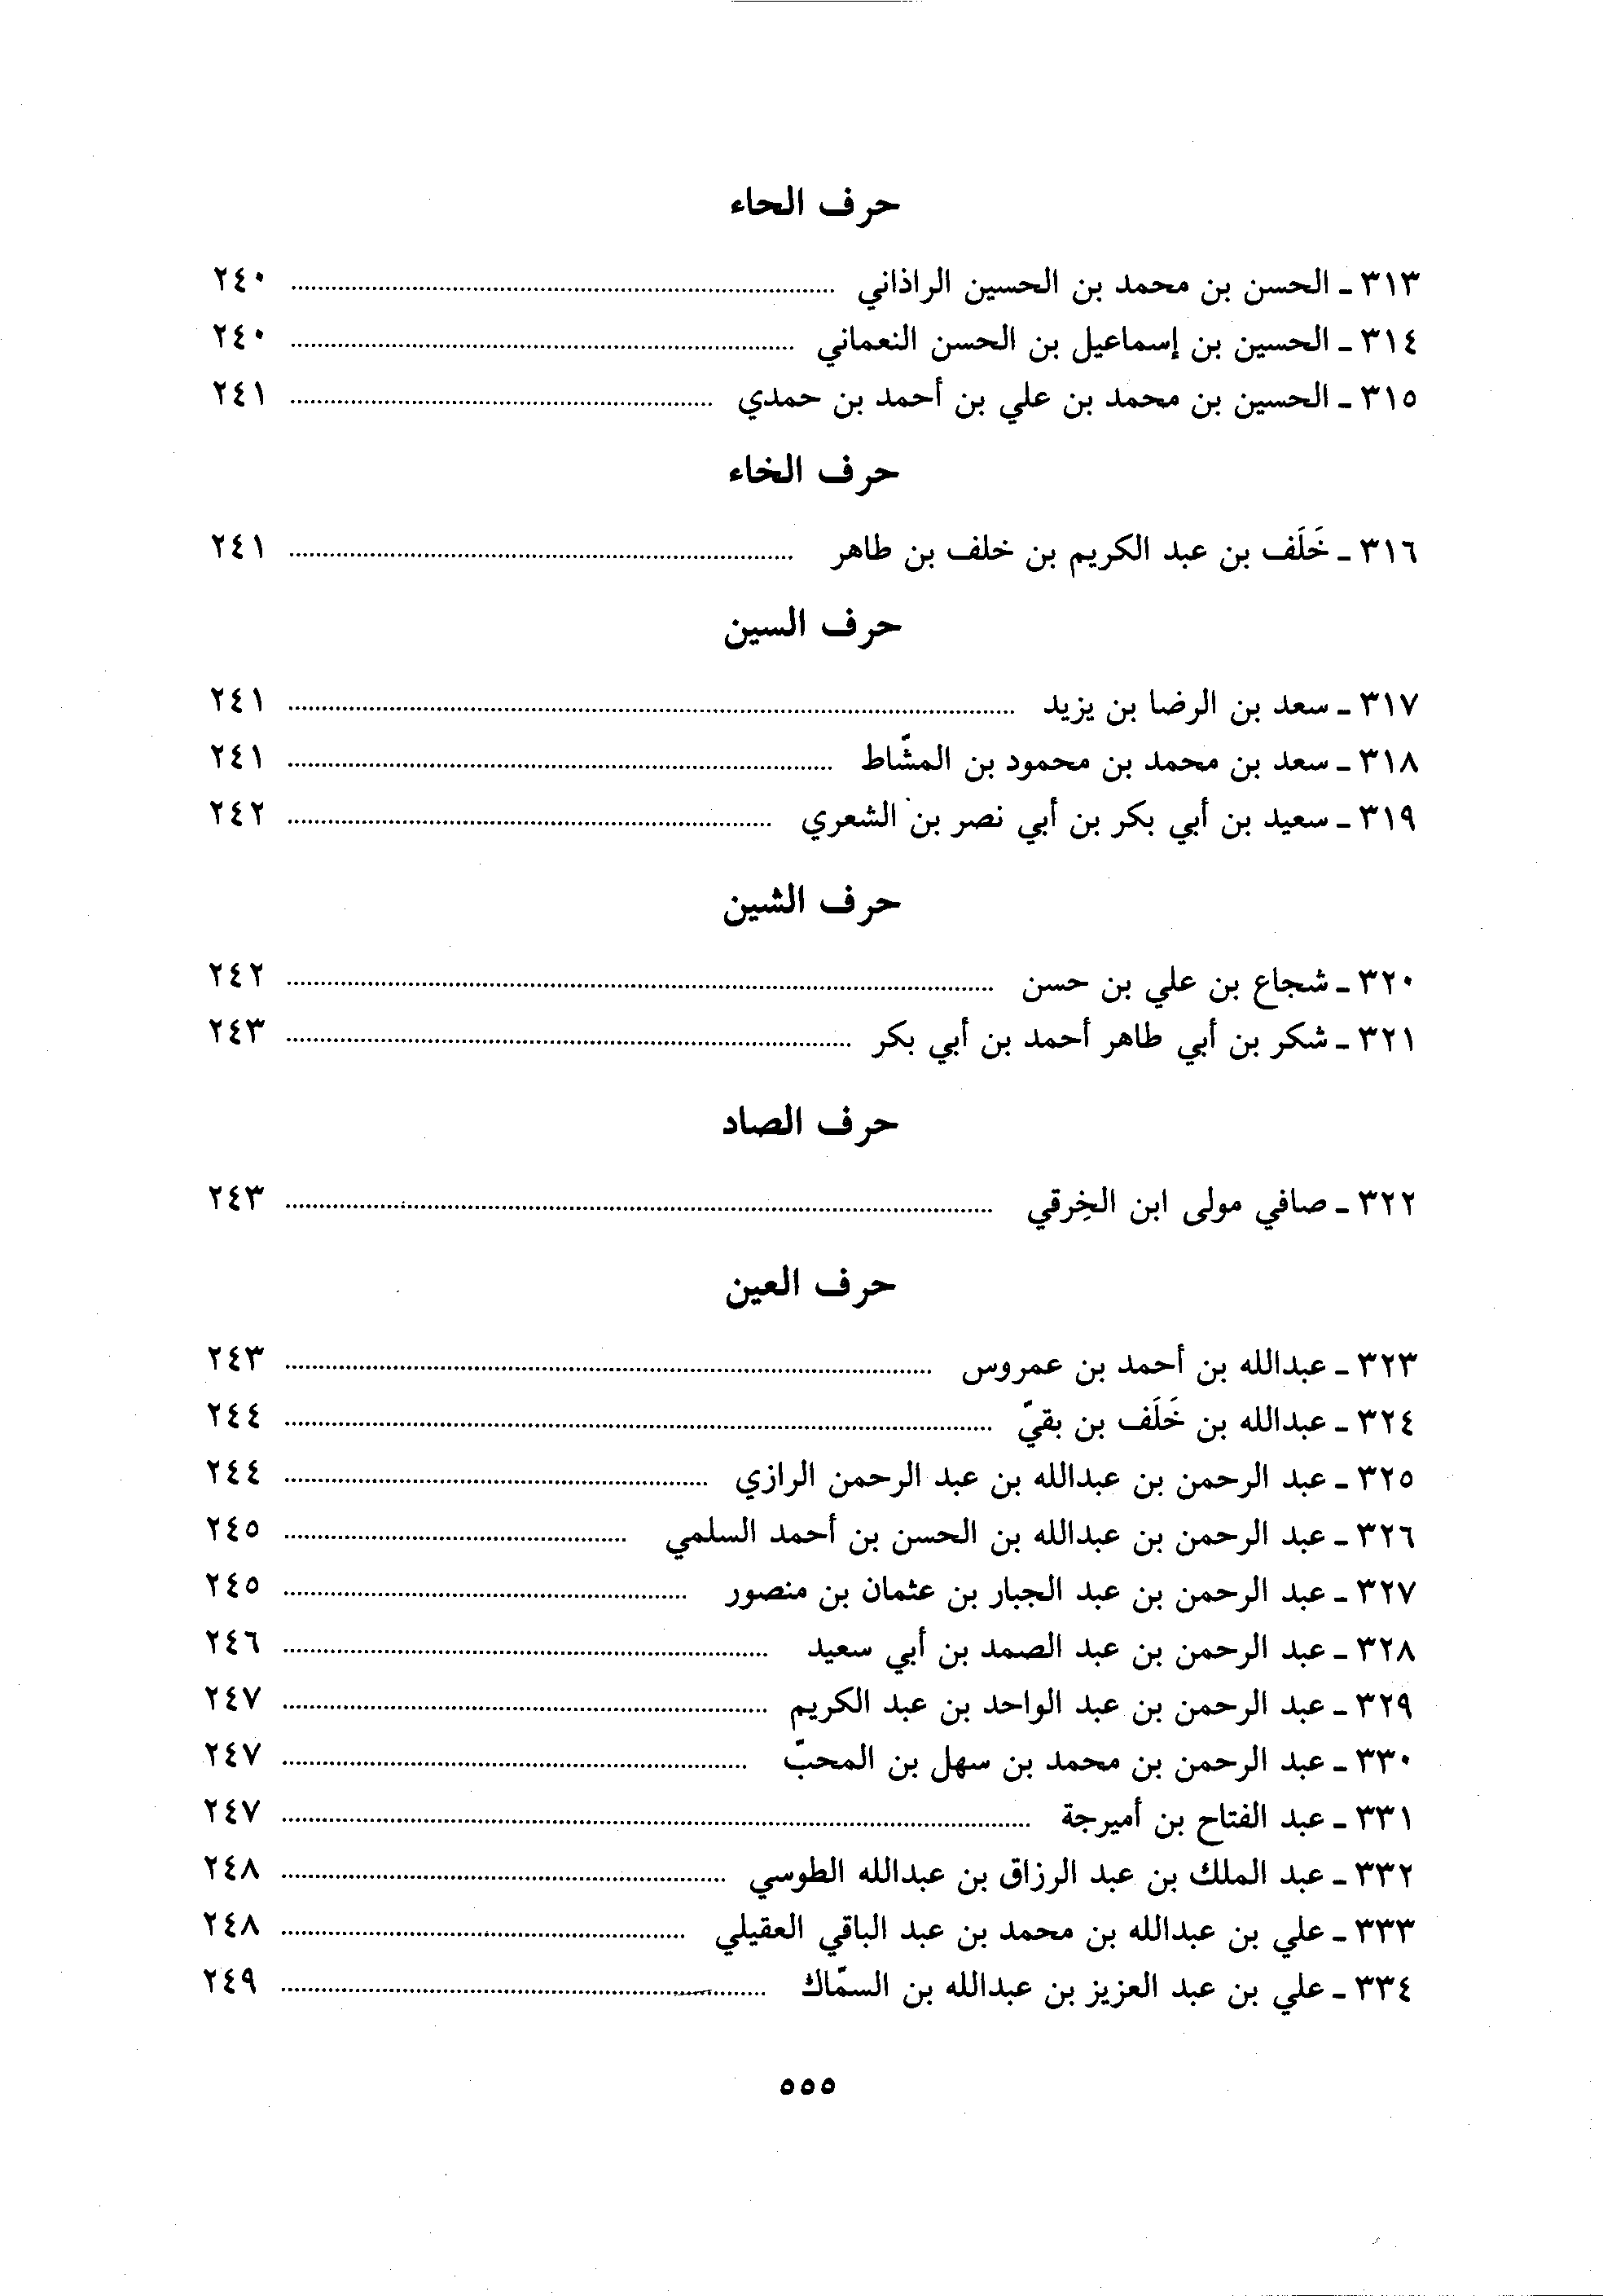 حرف الحاء
٣١٣ ـ الحسن بن محمد بن الحسين الراذاني ........ ٢٤٠
٣١٤ ـ الحسين بن إسماعيل بن الحسن النعماني ........ ٢٤٠
٣١٥ ـ الحسين بن محمد بن علي بن أحمد بن حمدي ........ ٢٤١
حرف الخاء
٣١٦ ـ خَلَف بن عبد الكريم بن خلف بن طاهر ........ ٢٤١
حرف السين
٣١٧ ـ سعد بن الرضا بن يزيد ........ ٢٤١
٣١٨ ـ سعد بن محمد بن محمود بن المشّاط ........ ٢٤١
٣١٩ ـ سعيد بن أبي بكر بن أبي نصر بن الشعري ........ ٢٤٢
حرف الشين
٣٢٠ ـ شجاع بن علي بن حسن ........ ٢٤٢
٣٢١ ـ شكر بن أبي طاهر أحمد بن أبي بكر ........ ٢٤٣
حرف الصاد
٣٢٢ ـ صافي مولى ابن الخِرقي ........ ٢٤٣
حرف العين
٣٢٣ ـ عبدالله بن أحمد بن عمروس ........ ٢٤٣
٣٢٤ ـ عبدالله بن خَلَف بن بقيّ ........ ٢٤٤
٣٢٥ ـ عبد الرحمن بن عبدالله بن عبد الرحمن الرازي ........ ٢٤٤
٣٢٦ ـ عبد الرحمن بن عبدالله بن الحسن بن أحمد السلمي ........ ٢٤٥
٣٢٧ ـ عبد الرحمن بن عبد الجبار بن عثمان بن منصور ........ ٢٤٥
٣٢٨ ـ عبد الرحمن بن عبد الصمد بن أبي سعيد ........ ٢٤٦
٣٢٩ ـ عبد الرحمن بن عبد الواحد بن عبد الكريم ........ ٢٤٧
٣٣٠ ـ عبد الرحمن بن محمد بن سهل بن المحبّ ........ ٢٤٧
٣٣١ ـ عبد الفتاح بن أميرجة ........ ٢٤٧
٣٣٢ ـ عبد الملك بن عبد الرزاق بن عبدالله الطوسي ........ ٢٤٨
٣٣٣ ـ علي بن عبدالله بن محمد بن عبد الباقي العقيلي ........ ٢٤٨
٣٣٤ ـ علي بن عبد العزيز بن عبدالله بن السمّاك ........ ٢٤٩
٥٥٥